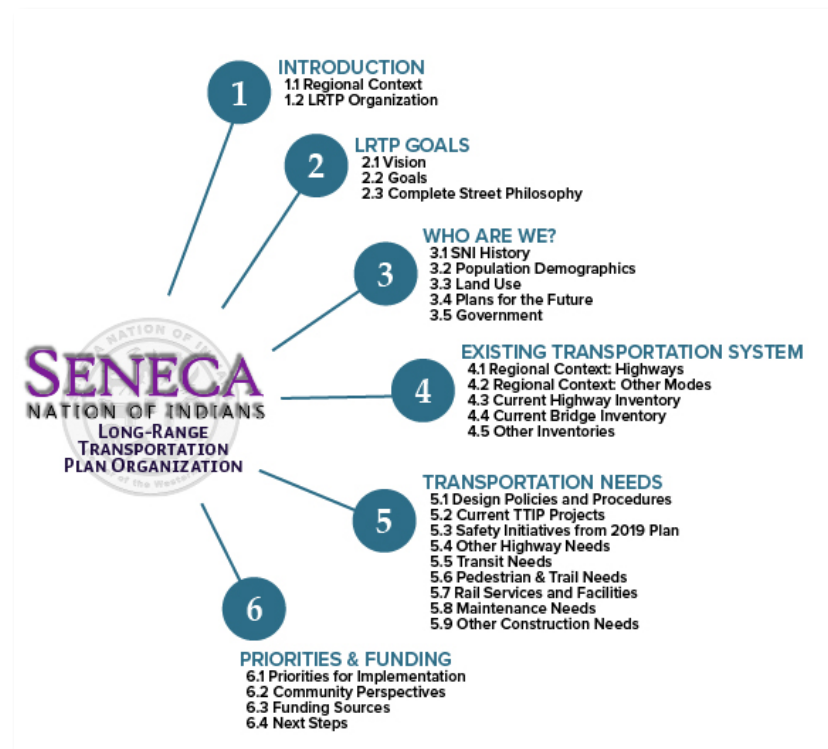 1
INTRODUCTION
1.1 Regional Context
1.2 LRTP Organization
2
LRTP GOALS
2.1 Vision
2.2 Goals
2.3 Complete Street Philosophy
3
WHO ARE WE?
3.1 SNI History
3.2 Population Demographics
3.3 Land Use
3.4 Plans for the Future
3.5 Government
SENECA
NATION OF INDIANS
LONG-RANGE
TRANSPORTATION
PLAN ORGANIZATION
4
EXISTING TRANSPORTATION SYSTEM
4.1 Regional Context: Highways
4.2 Regional Context: Other Modes
4.3 Current Highway Inventory
4.4 Current Bridge Inventory
4.5 Other Inventories
5
TRANSPORTATION NEEDS
5.1 Design Policies and Procedures
5.2 Current TTIP Projects
5.3 Safety Initiatives from 2019 Plan
5.4 Other Highway Needs
5.5 Transit Needs
5.6 Pedestrian & Trail Needs
5.7 Rail Services and Facilities
5.8 Maintenance Needs
5.9 Other Construction Needs
6
PRIORITIES & FUNDING
6.1 Priorities for Implementation
6.2 Community Perspectives
6.3 Funding Sources
6.4 Next Steps